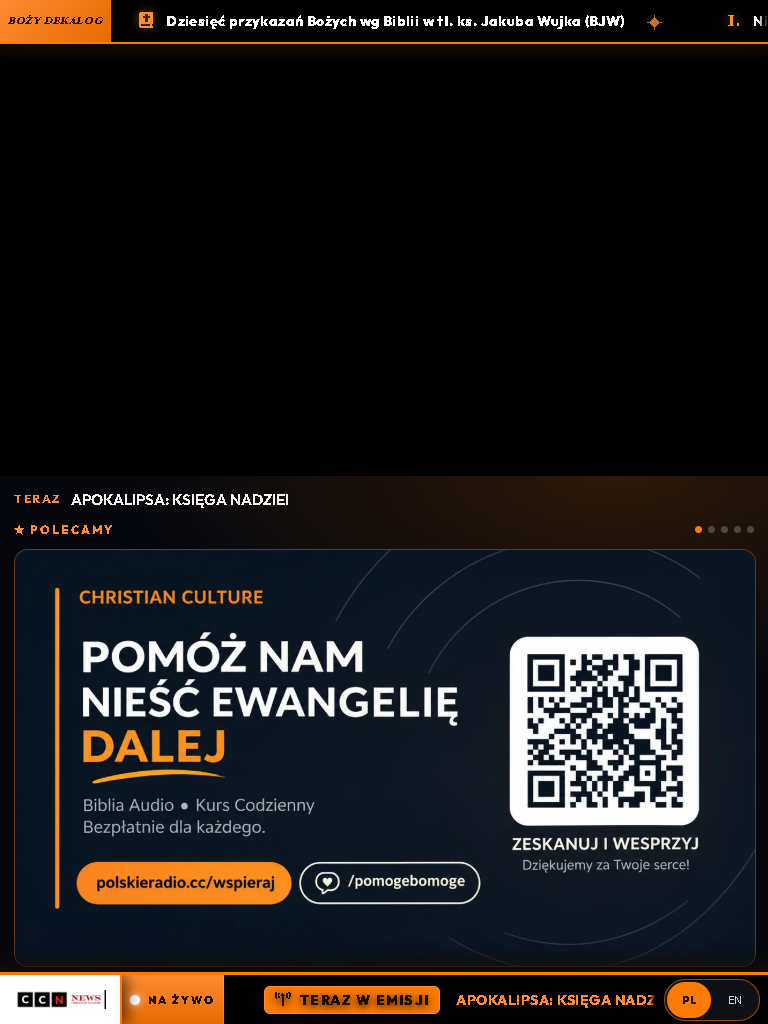 BOŻY DEKALOG
Dziesięć przykazań Bożych wg Biblii w tł. ks. Jakuba Wujka (BJW)
I.
TERAZ APOKALIPSA: KSIĘGA NADZIEI
★ POLECAMY
CHRISTIAN CULTURE
POMÓŻ NAM
NIEŚĆ EWANGELIĘ
DALEJ
Biblia Audio • Kurs Codzienny
Bezpłatnie dla każdego.
polskieradio.cc/wspieraj
/pomogebomoge
ZESKANUJ I WESPRZYJ
Dziękujemy za Twoje serce!
CCN NEWS
NA ŻYWO
TERAZ W EMISJI
APOKALIPSA: KSIĘGA NADZ
PL
EN